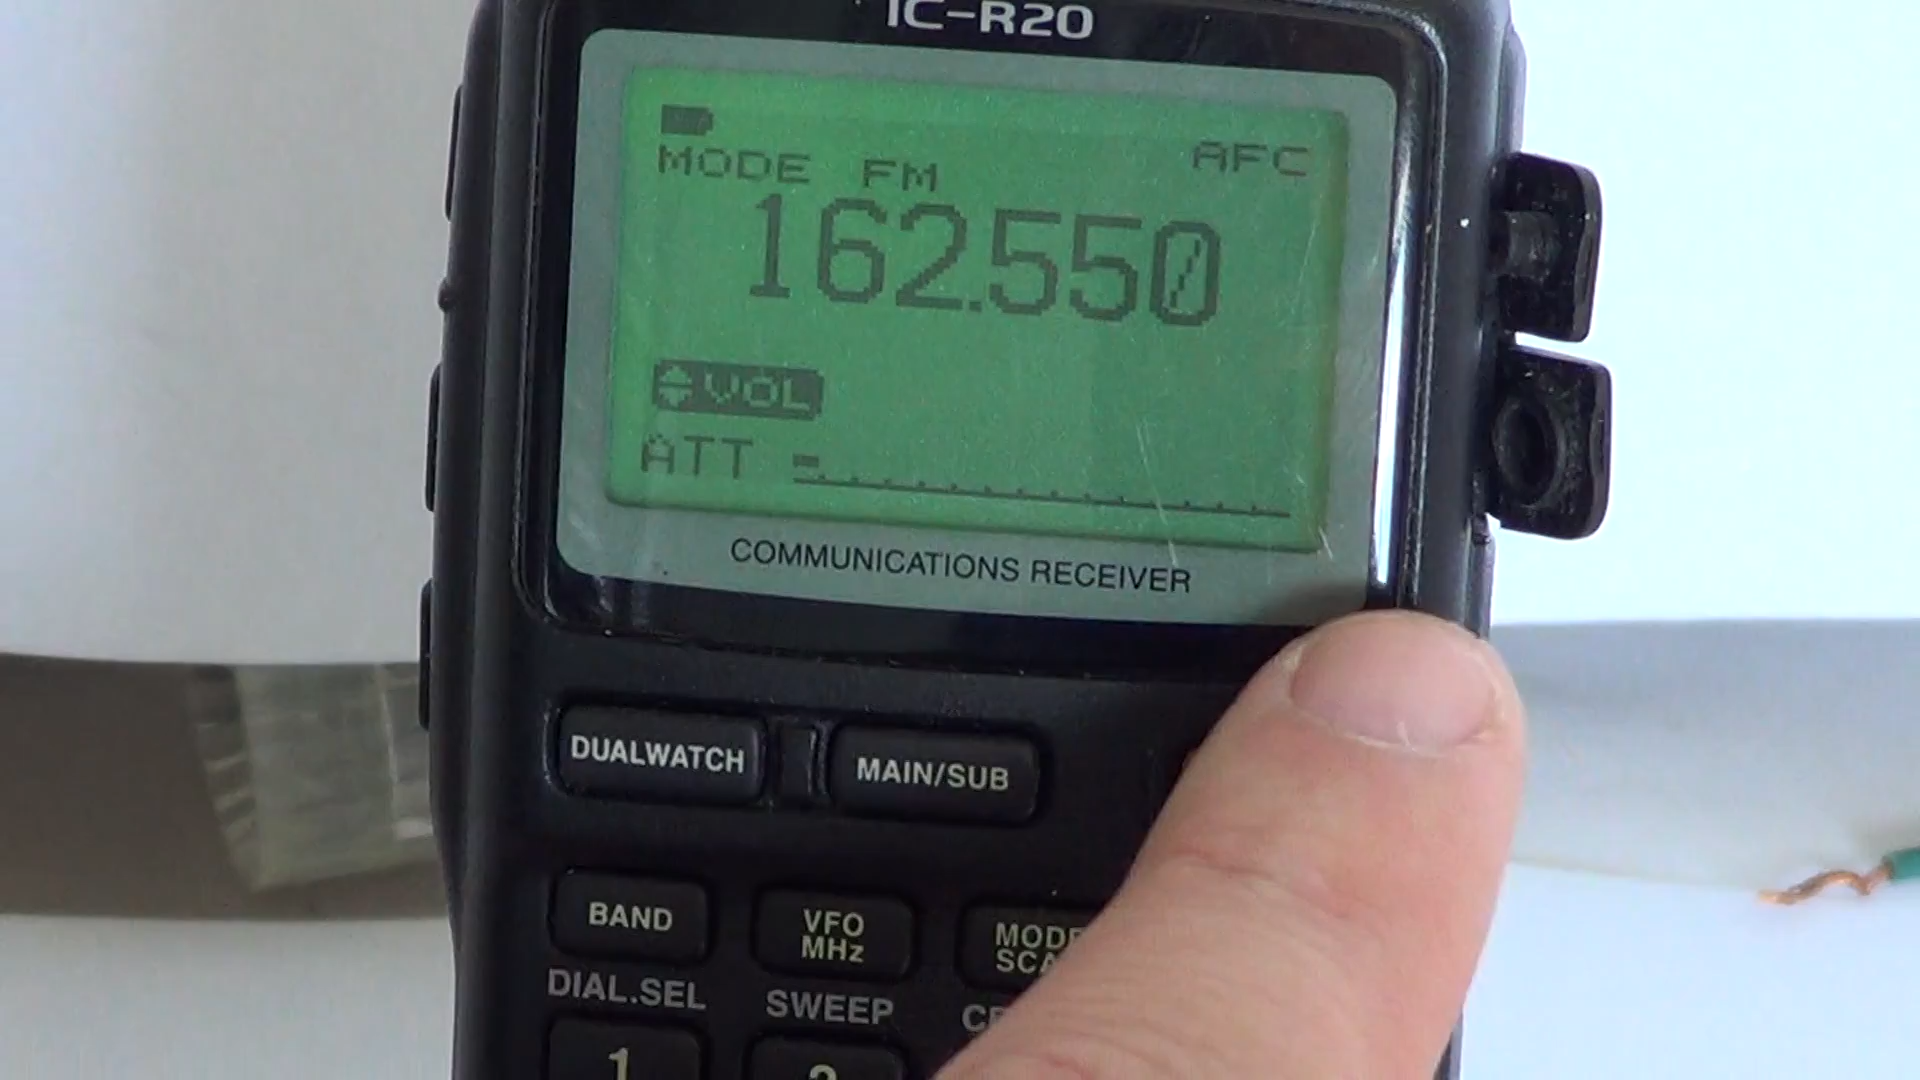 IC-R20
MODE FM AFC
162.550
VOL
ATT
COMMUNICATIONS RECEIVER
DUALWATCH MAIN/SUB
BAND VFO MHz MODE
DIAL.SEL SWEEP
1